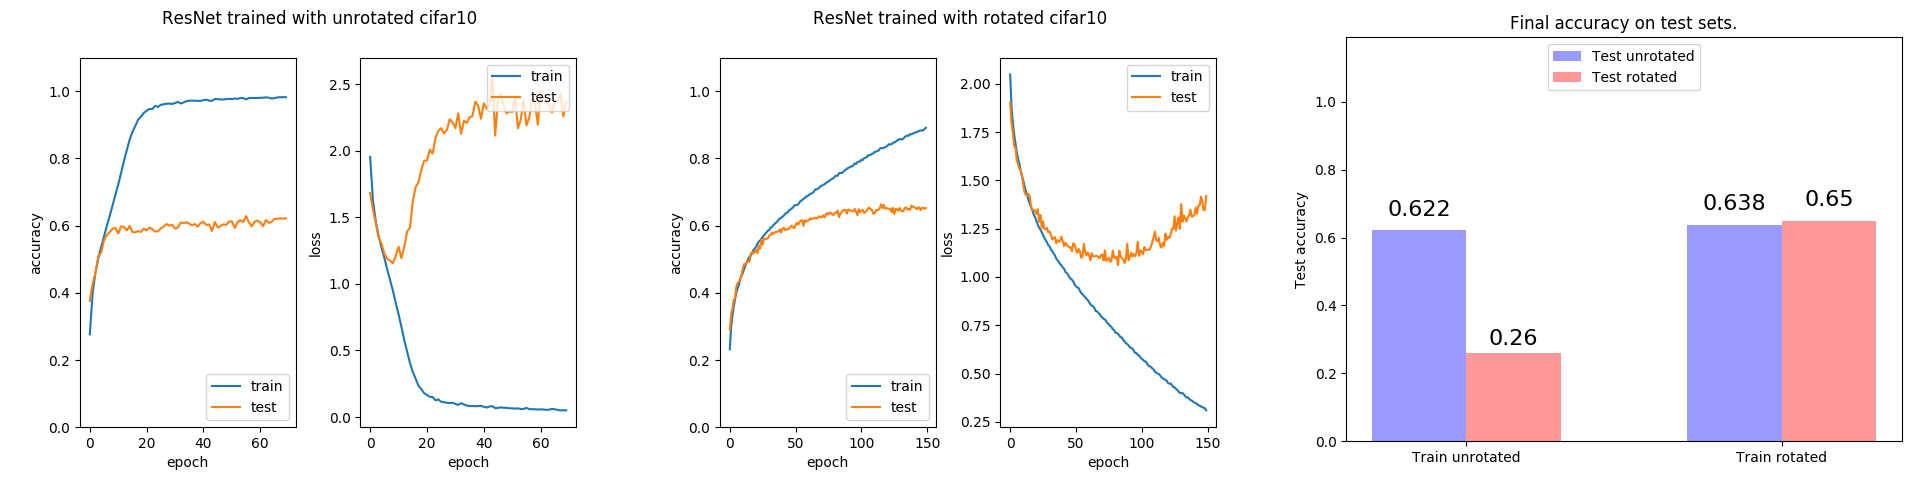 ResNet trained with unrotated cifar10
1.0
0.8
0.6
0.4
0.2
0.0
0 20 40 60
accuracy
epoch
train
test
2.5
2.0
1.5
1.0
0.5
0.0
0 20 40 60
loss
epoch
train
test
ResNet trained with rotated cifar10
1.0
0.8
0.6
0.4
0.2
0.0
0 50 100 150
accuracy
epoch
train
test
2.00
1.75
1.50
1.25
1.00
0.75
0.50
0.25
0 50 100 150
loss
epoch
train
test
Final accuracy on test sets.
Test unrotated
Test rotated
1.0
0.8
0.6
0.4
0.2
0.0
Test accuracy
0.622
0.26
0.638
0.65
Train unrotated
Train rotated